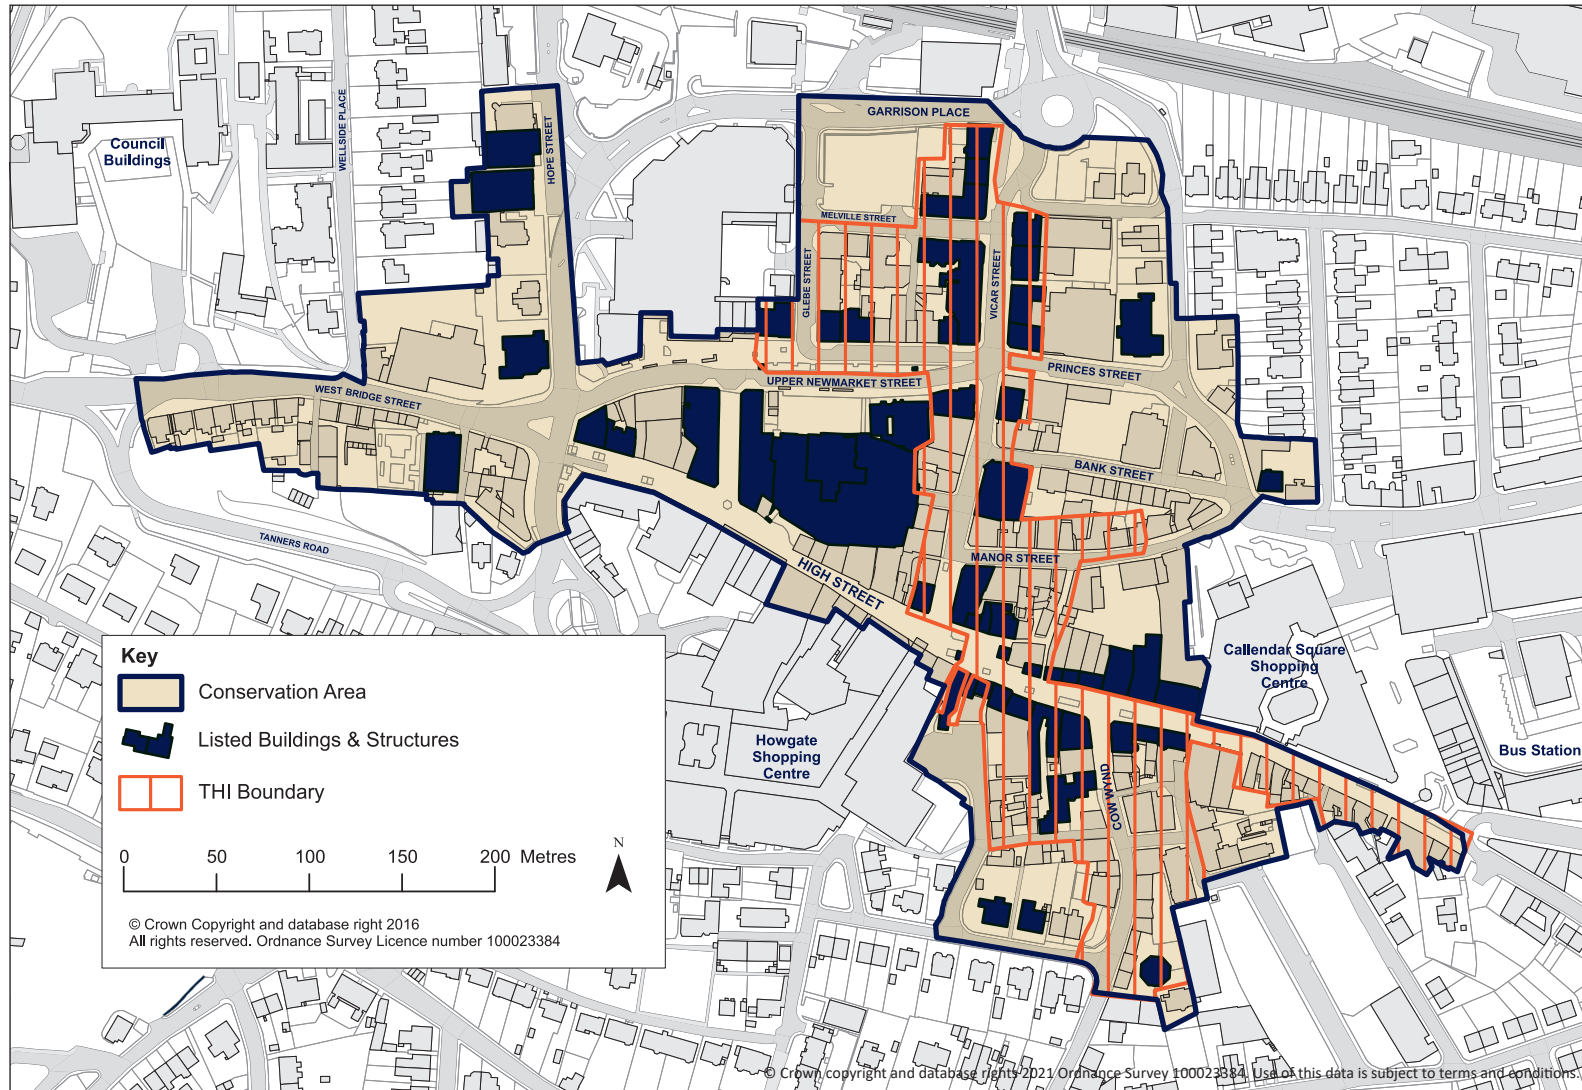 GARRISON PLACE
WELLSIDE PLACE
HOPE STREET
Council
Buildings
MELVILLE STREET
GLEBE STREET
VICAR STREET
PRINCES STREET
UPPER NEWMARKET STREET
WEST BRIDGE STREET
BANK STREET
TANNERS ROAD
MANOR STREET
HIGH STREET
Callendar Square
Shopping
Centre
Bus Station
Howgate
Shopping
Centre
COW WYND
Key
Conservation Area
Listed Buildings & Structures
THI Boundary
0 50 100 150 200 Metres
N
© Crown Copyright and database right 2016
All rights reserved. Ordnance Survey Licence number 100023384
© Crown copyright and database rights 2021 Ordnance Survey 100023384. Use of this data is subject to terms and conditions.